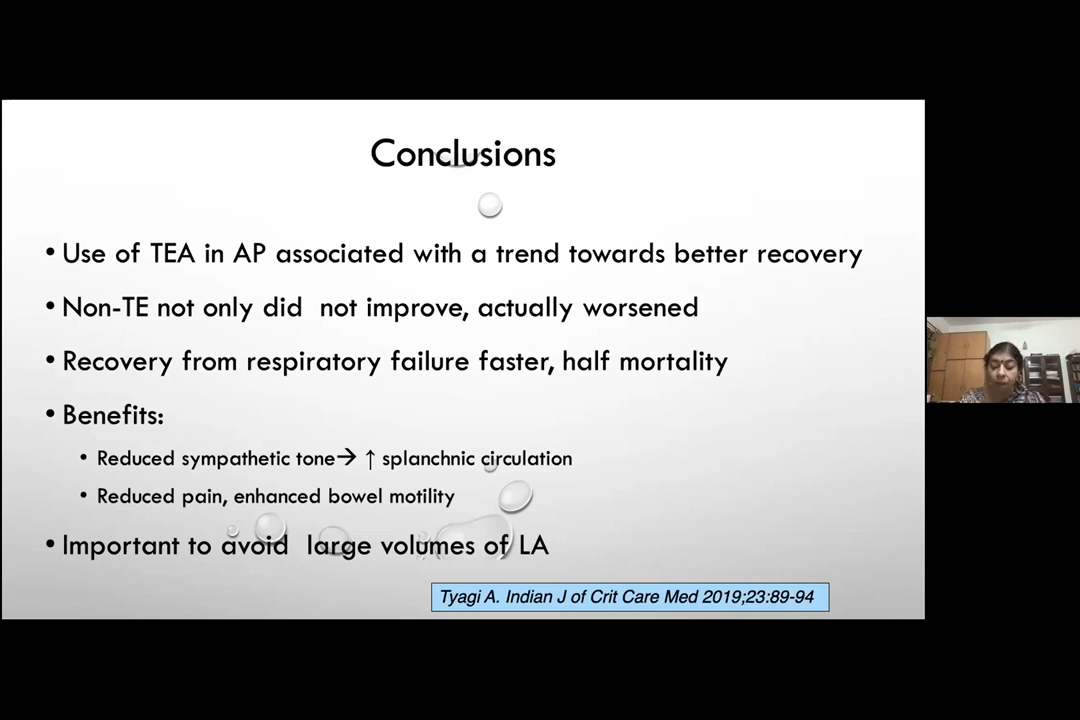 Conclusions
• Use of TEA in AP associated with a trend towards better recovery
• Non-TE not only did not improve, actually worsened
• Recovery from respiratory failure faster, half mortality
• Benefits:
• Reduced sympathetic tone→ ↑ splanchnic circulation
• Reduced pain, enhanced bowel motility
• Important to avoid large volumes of LA
Tyagi A. Indian J of Crit Care Med 2019;23:89-94